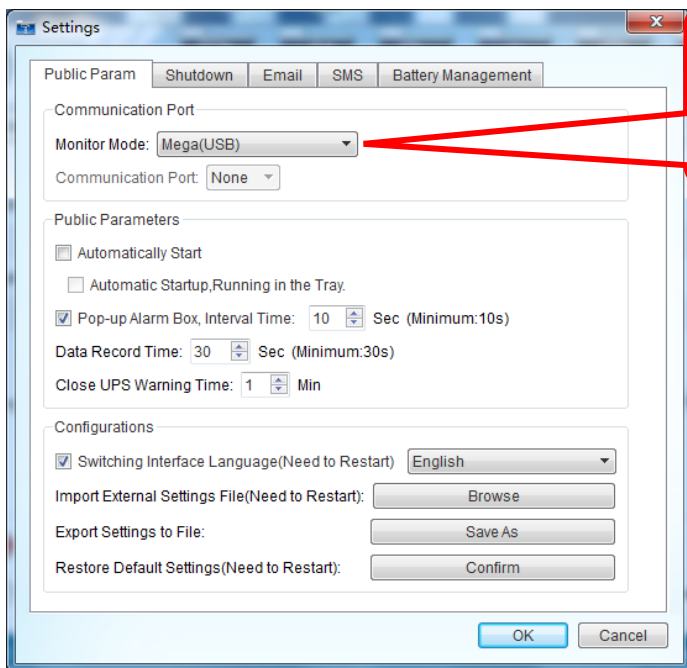 Settings
Public Param Shutdown Email SMS Battery Management
Communication Port
Monitor Mode: Mega(USB)
Communication Port: None
Public Parameters
Automatically Start
Automatic Startup,Running in the Tray.
Pop-up Alarm Box, Interval Time: 10 Sec (Minimum:10s)
Data Record Time: 30 Sec (Minimum:30s)
Close UPS Warning Time: 1 Min
Configurations
Switching Interface Language(Need to Restart) English
Import External Settings File(Need to Restart): Browse
Export Settings to File: Save As
Restore Default Settings(Need to Restart): Confirm
OK Cancel